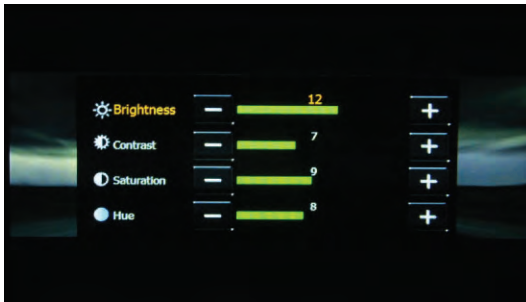 Brightness − 12 +
Contrast − 7 +
Saturation − 9 +
Hue − 8 +